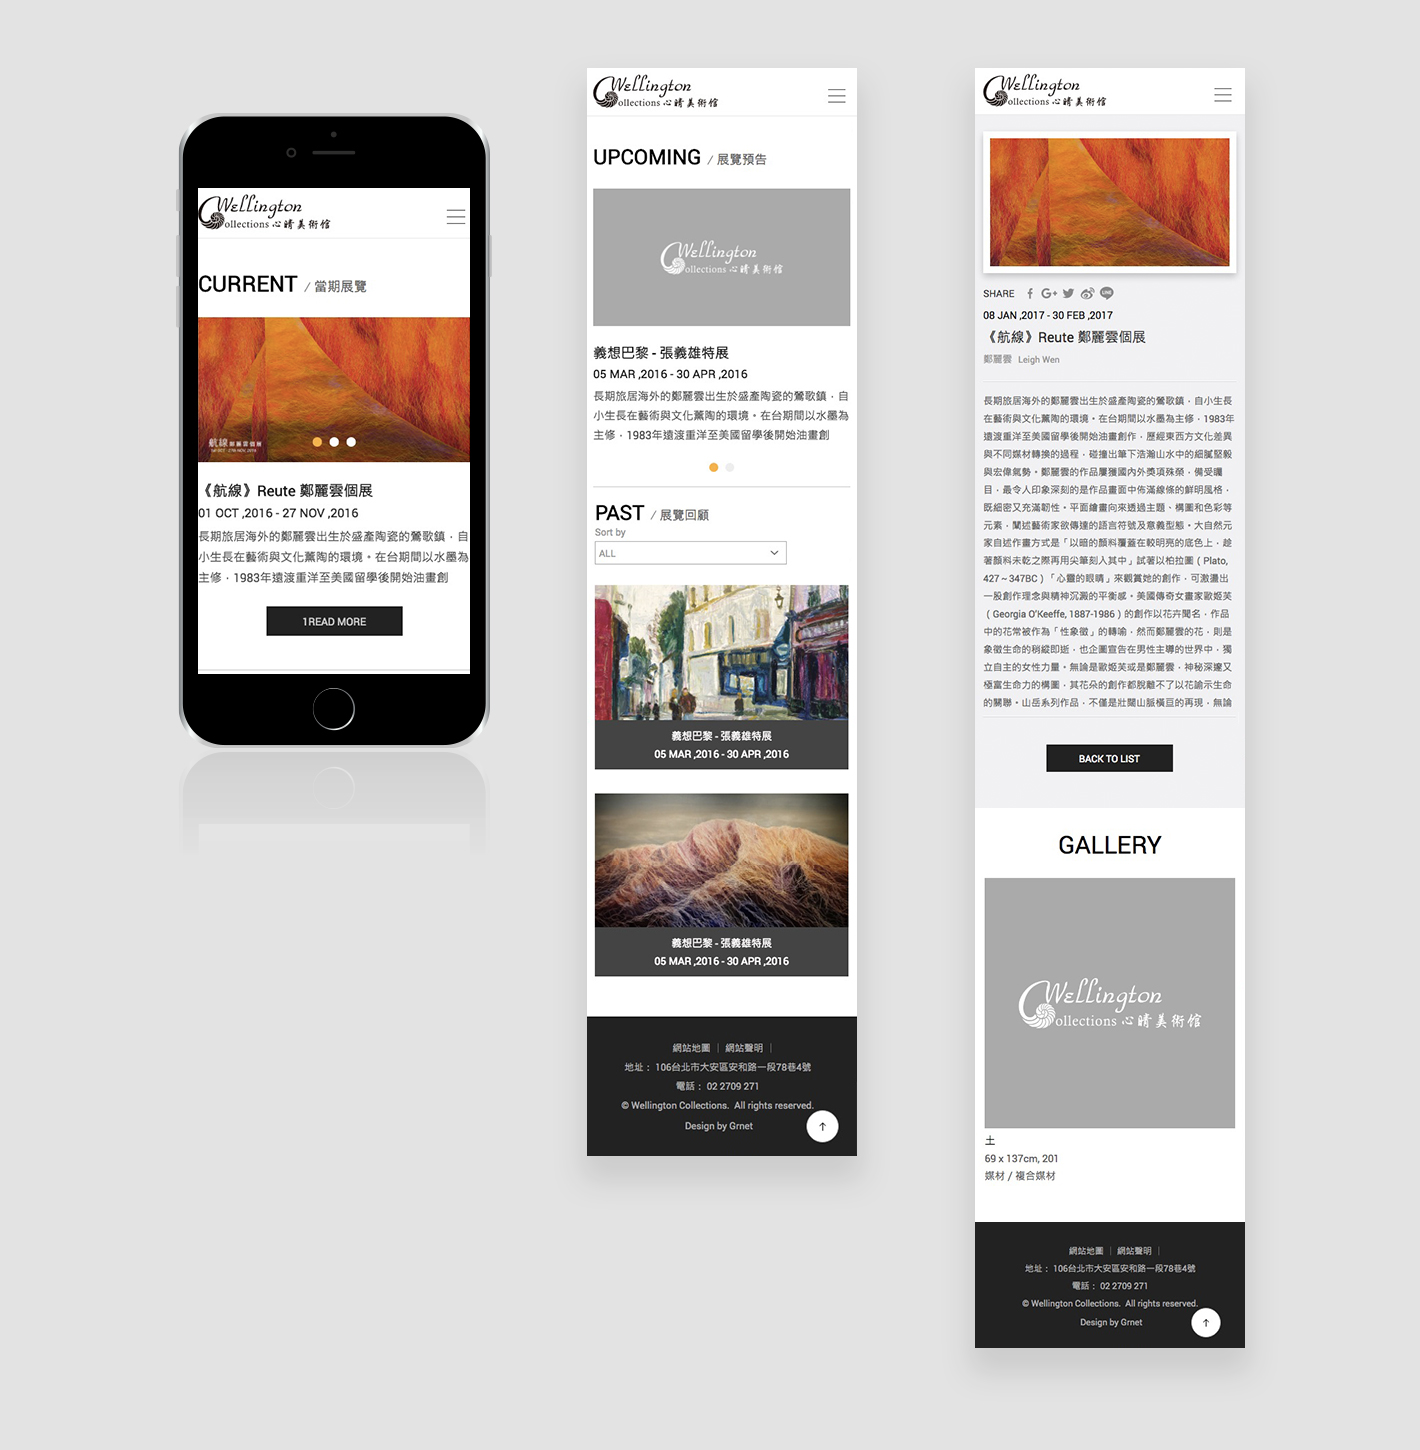 Wellington
Collections 心晴美術馆
CURRENT / 當期展覽
航線 鄭麗雲個展
《航線》Reute 鄭麗雲個展
01 OCT ,2016 - 27 NOV ,2016
長期旅居海外的鄭麗雲出生於盛產陶瓷的鶯歌鎮，自
小生長在藝術與文化薰陶的環境。在台期間以水墨為
主修，1983年遠渡重洋至美國留學後開始油畫創
1READ MORE
Wellington
Collections 心晴美術馆
UPCOMING / 展覽預告
Wellington
Collections 心晴美術馆
義想巴黎 - 張義雄特展
05 MAR ,2016 - 30 APR ,2016
長期旅居海外的鄭麗雲出生於盛產陶瓷的鶯歌鎮，自
小生長在藝術與文化薰陶的環境。在台期間以水墨為
主修，1983年遠渡重洋至美國留學後開始油畫創
PAST / 展覽回顧
Sort by
ALL
義想巴黎 - 張義雄特展
05 MAR ,2016 - 30 APR ,2016
義想巴黎 - 張義雄特展
05 MAR ,2016 - 30 APR ,2016
網站地圖 | 網站聲明 |
地址： 106台北市大安區安和路一段78巷4號
電話： 02 2709 271
© Wellington Collections. All rights reserved.
Design by Grnet
Wellington
Collections 心晴美術馆
SHARE
LINE
08 JAN ,2017 - 30 FEB ,2017
《航線》Reute 鄭麗雲個展
鄭麗雲 Leigh Wen
長期旅居海外的鄭麗雲出生於盛產陶瓷的鶯歌鎮，自小生長
在藝術與文化薰陶的環境。在台期間以水墨為主修，1983年
遠渡重洋至美國留學後開始油畫創作，歷經東西方文化差異
與不同媒材轉換的過程，碰撞出筆下浩瀚山水中的細膩堅毅
與宏偉氣勢。鄭麗雲的作品屢獲國內外獎項殊榮，備受矚
目，最令人印象深刻的是作品畫面中佈滿線條的鮮明風格，
既細密又充滿韌性。平面繪畫向來透過主題、構圖和色彩等
元素，闡述藝術家欲傳達的語言符號及意義型態。大自然元
家自述作畫方式是「以暗的顏料覆蓋在較明亮的底色上，趁
著顏料未乾之際再用尖筆刻入其中」試著以柏拉圖（Plato,
427～347BC）「心靈的眼睛」來觀賞她的創作，可激盪出
一股創作理念與精神沉澱的平衡感。美國傳奇女畫家歐姬芙
（Georgia O'Keeffe, 1887-1986）的創作以花卉聞名，作品
中的花常被作為「性象徵」的轉喻，然而鄭麗雲的花，則是
象徵生命的稍縱即逝，也企圖宣告在男性主導的世界中，獨
立自主的女性力量。無論是歐姬芙或是鄭麗雲，神秘深邃又
極富生命力的構圖，其花朵的創作都脫離不了以花諭示生命
的關聯。山岳系列作品，不僅是壯闊山脈橫亘的再現，無論
BACK TO LIST
GALLERY
Wellington
Collections 心晴美術馆
土
69 x 137cm, 201
媒材 / 複合媒材
網站地圖 | 網站聲明 |
地址： 106台北市大安區安和路一段78巷4號
電話： 02 2709 271
© Wellington Collections. All rights reserved.
Design by Grnet